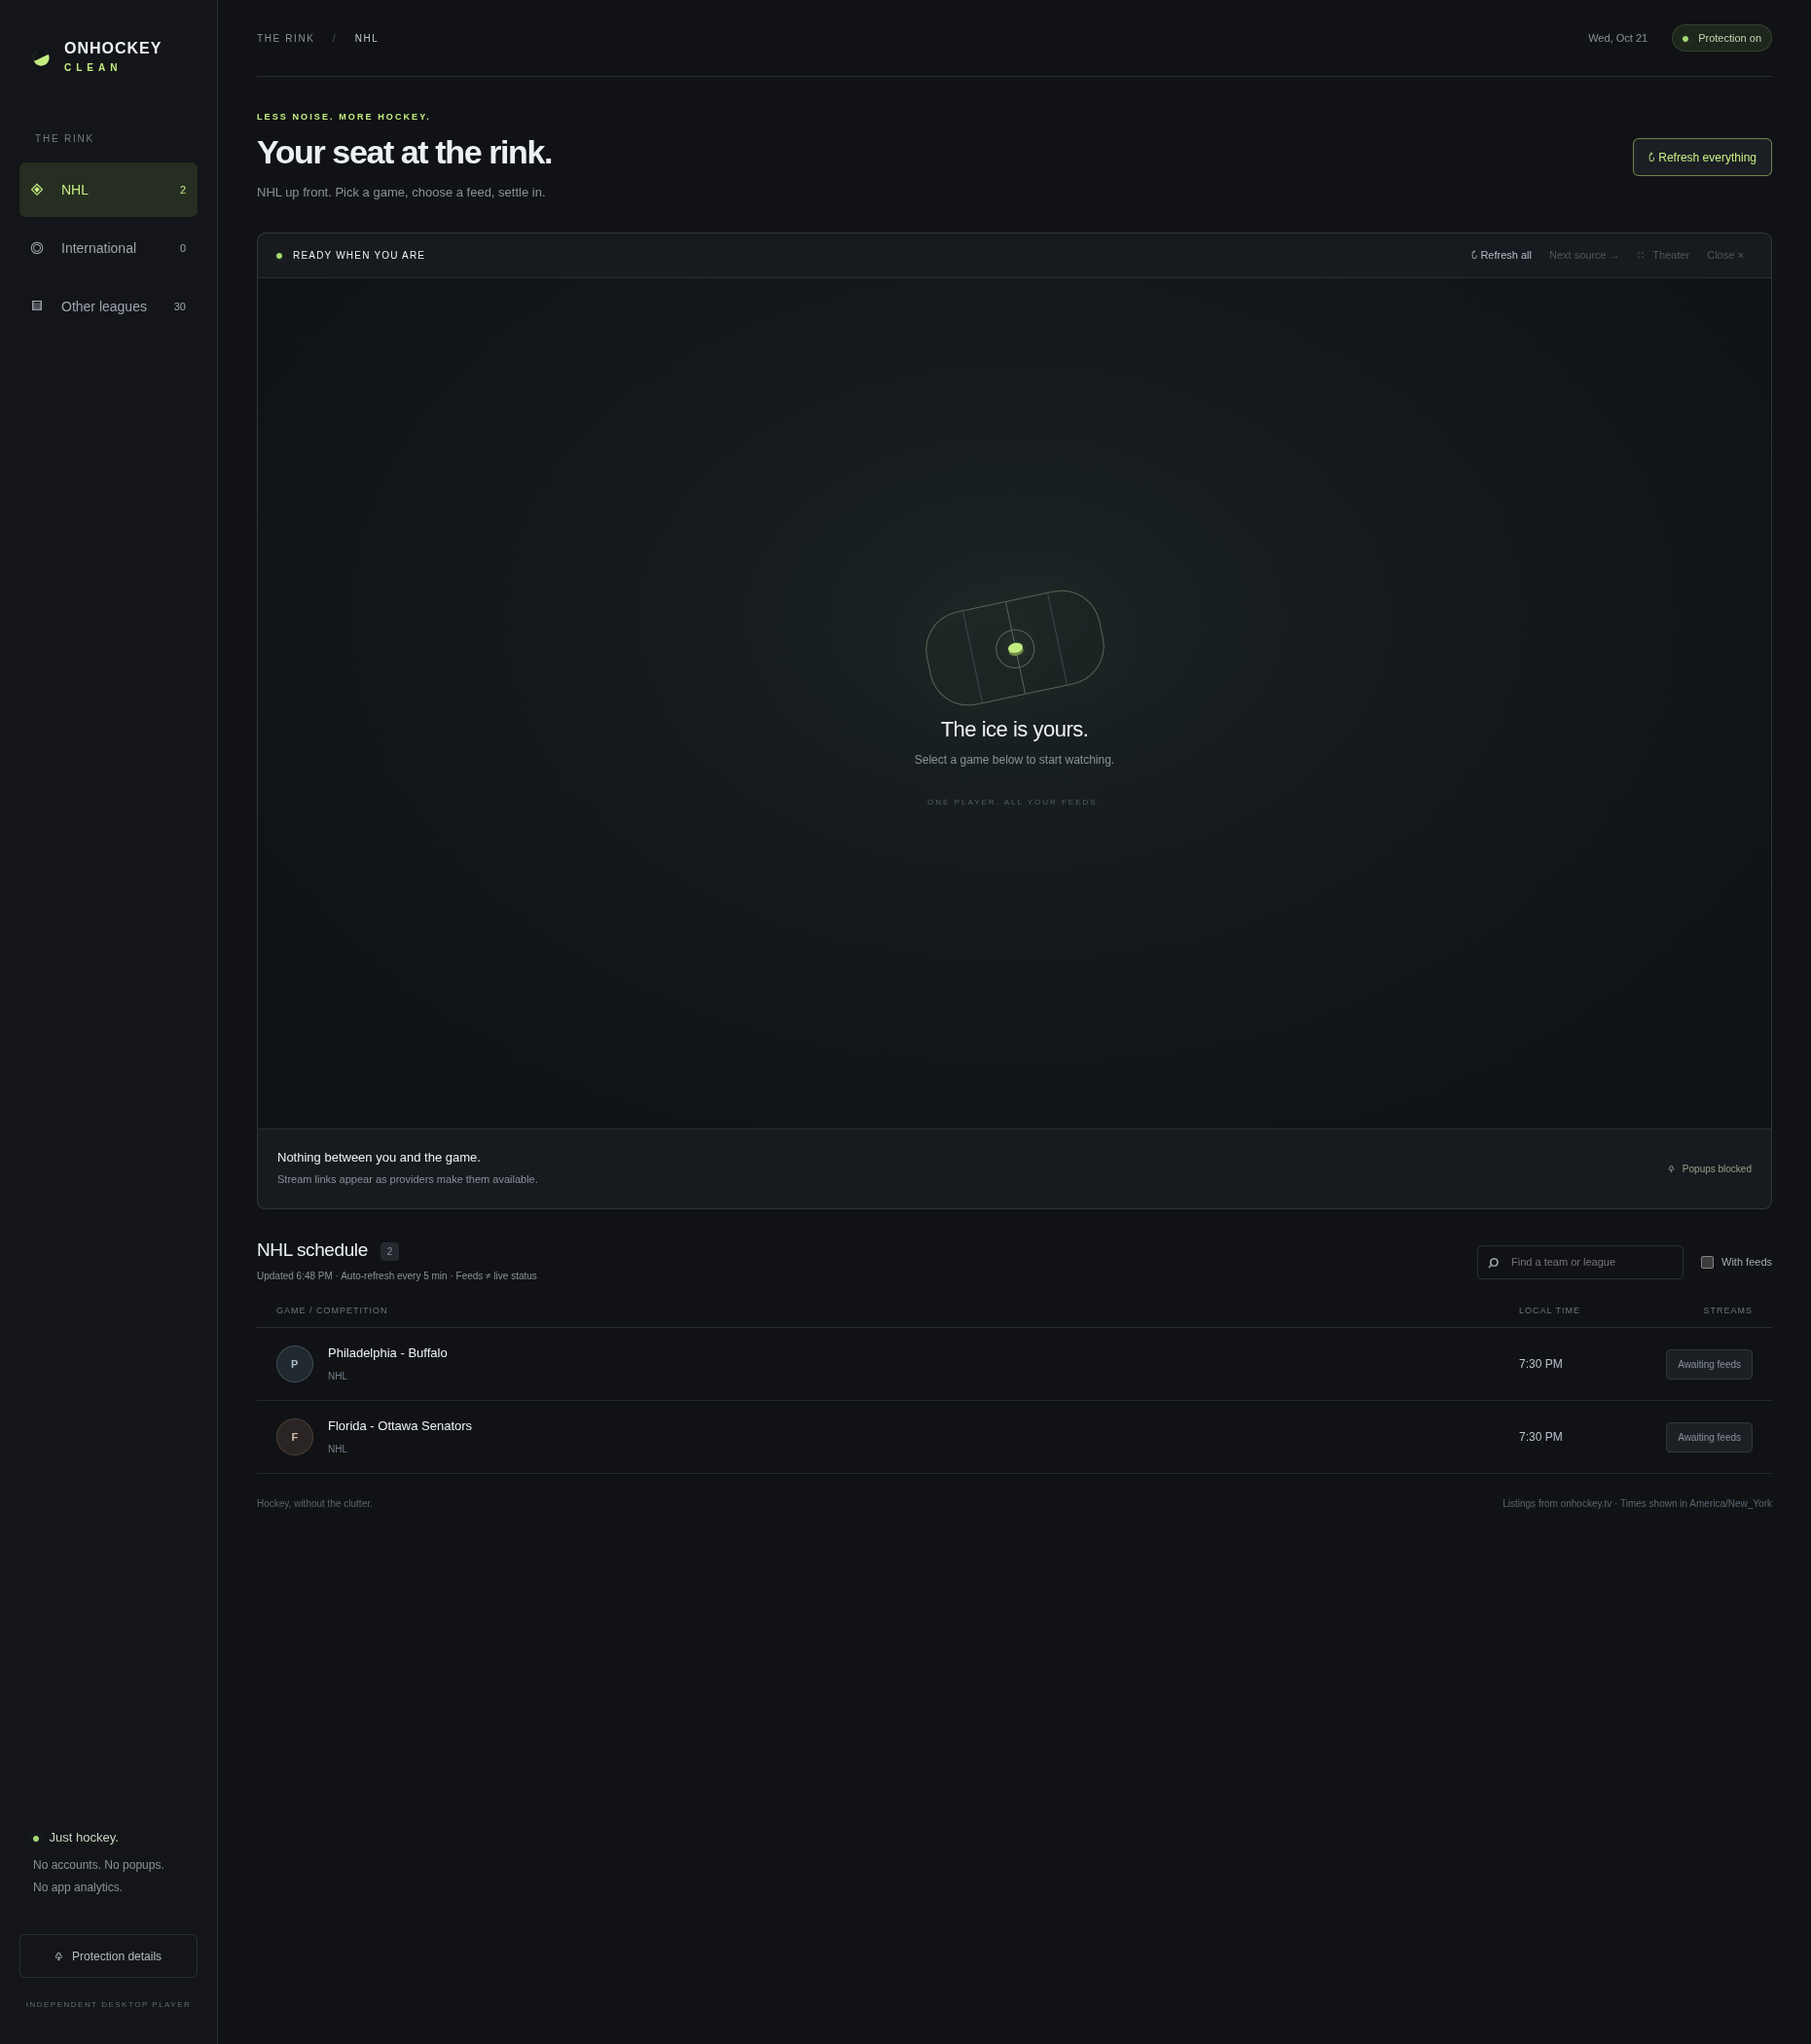 ONHOCKEY
CLEAN
THE RINK
NHL 2
International 0
Other leagues 30
Just hockey.
No accounts. No popups.
No app analytics.
Protection details
INDEPENDENT DESKTOP PLAYER
THE RINK / NHL
Wed, Oct 21
Protection on
LESS NOISE. MORE HOCKEY.
Your seat at the rink.
NHL up front. Pick a game, choose a feed, settle in.
Refresh everything
READY WHEN YOU ARE
Refresh all Next source → Theater Close ×
The ice is yours.
Select a game below to start watching.
ONE PLAYER. ALL YOUR FEEDS.
Nothing between you and the game.
Stream links appear as providers make them available.
Popups blocked
NHL schedule 2
Updated 6:48 PM · Auto-refresh every 5 min · Feeds ≠ live status
Find a team or league
With feeds
GAME / COMPETITION LOCAL TIME STREAMS
P
Philadelphia - Buffalo
NHL
7:30 PM
Awaiting feeds
F
Florida - Ottawa Senators
NHL
7:30 PM
Awaiting feeds
Hockey, without the clutter.
Listings from onhockey.tv · Times shown in America/New_York